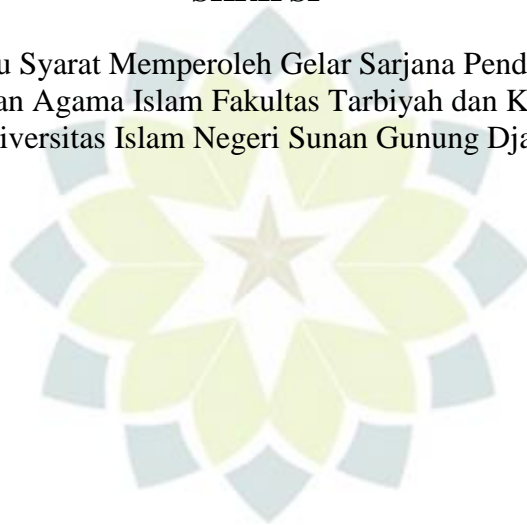 u Syarat Memperoleh Gelar Sarjana Pend
an Agama Islam Fakultas Tarbiyah dan K
iversitas Islam Negeri Sunan Gunung Dja